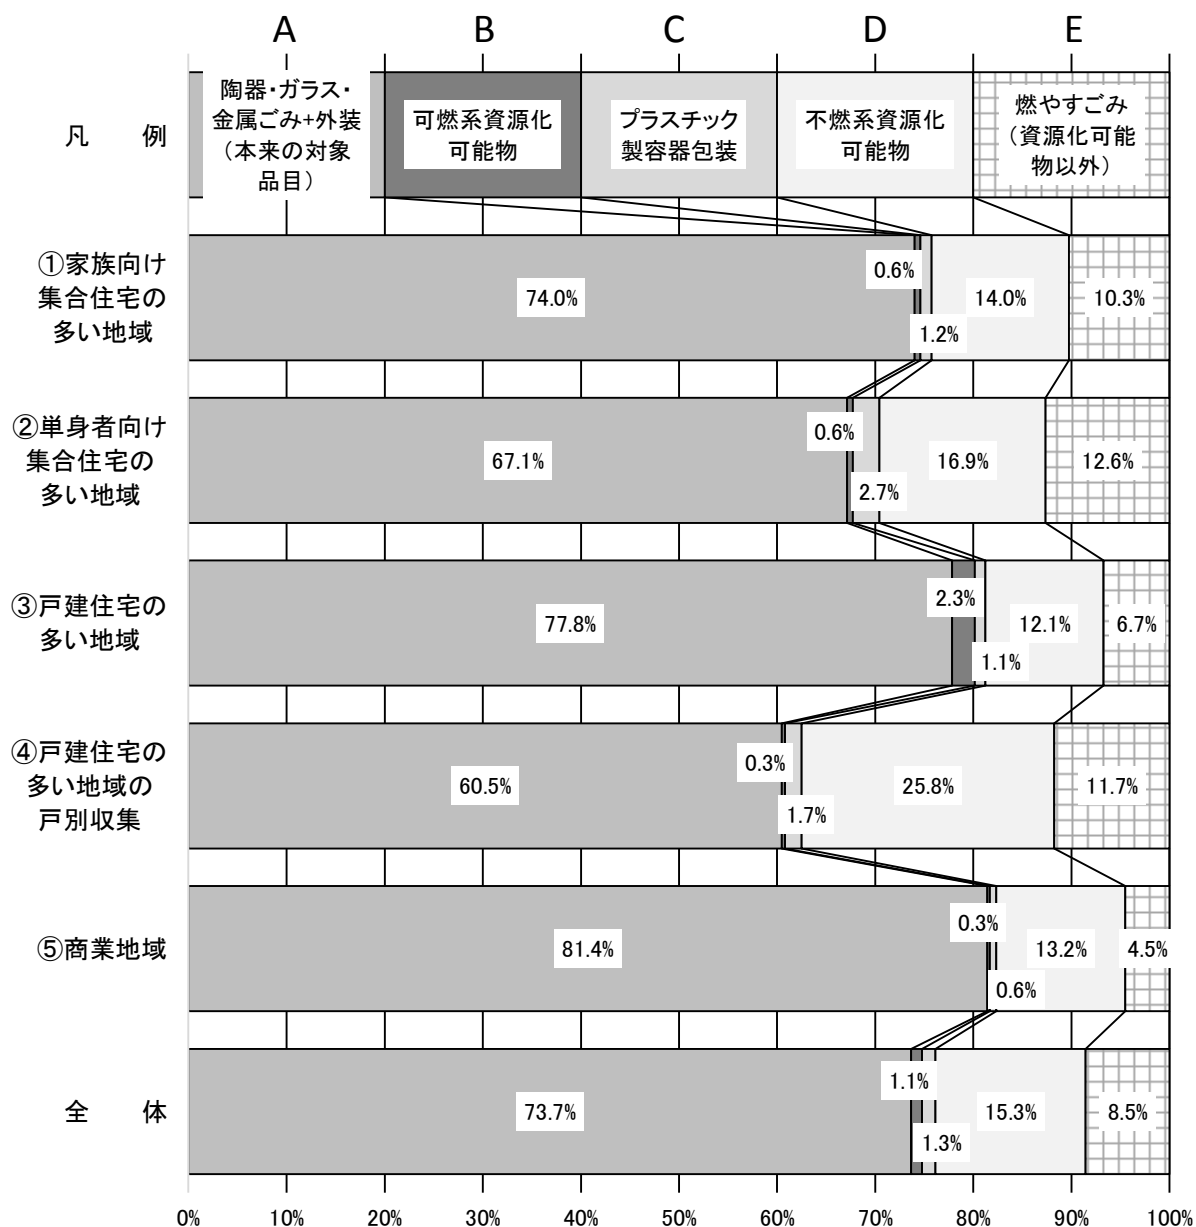 A B C D E
凡 例
陶器・ガラス・
金属ごみ+外装
（本来の対象
品目）
可燃系資源化
可能物
プラスチック
製容器包装
不燃系資源化
可能物
燃やすごみ
（資源化可能
物以外）
①家族向け
集合住宅の
多い地域
74.0%
0.6%
1.2%
14.0%
10.3%
②単身者向け
集合住宅の
多い地域
67.1%
0.6%
2.7%
16.9%
12.6%
③戸建住宅の
多い地域
77.8%
2.3%
1.1%
12.1%
6.7%
④戸建住宅の
多い地域の
戸別収集
60.5%
0.3%
1.7%
25.8%
11.7%
⑤商業地域
81.4%
0.3%
0.6%
13.2%
4.5%
全 体
73.7%
1.1%
1.3%
15.3%
8.5%
0% 10% 20% 30% 40% 50% 60% 70% 80% 90% 100%